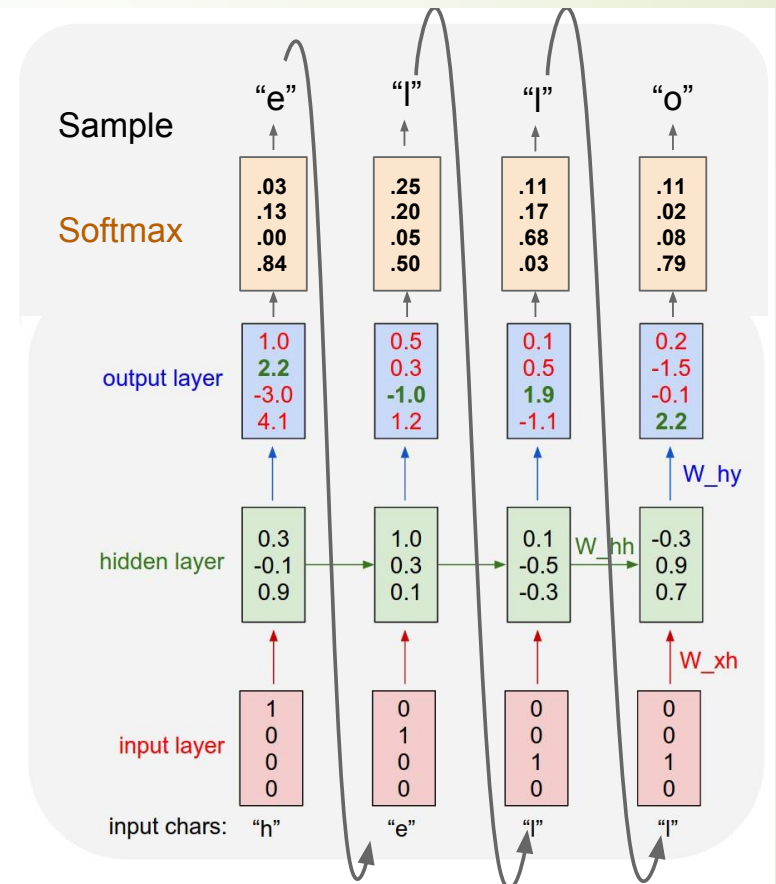 Sample
“e” “l” “l” “o”
Softmax
.03 .25 .11 .11
.13 .20 .17 .02
.00 .05 .68 .08
.84 .50 .03 .79
output layer
1.0 0.5 0.1 0.2
2.2 0.3 0.5 -1.5
-3.0 -1.0 1.9 -0.1
4.1 1.2 -1.1 2.2
W_hy
hidden layer
0.3 1.0 0.1 -0.3
-0.1 0.3 -0.5 0.9
0.9 0.1 -0.3 0.7
W_hh
W_xh
input layer
1 0 0 0
0 1 0 0
0 0 1 1
0 0 0 0
input chars: “h” “e” “l” “l”